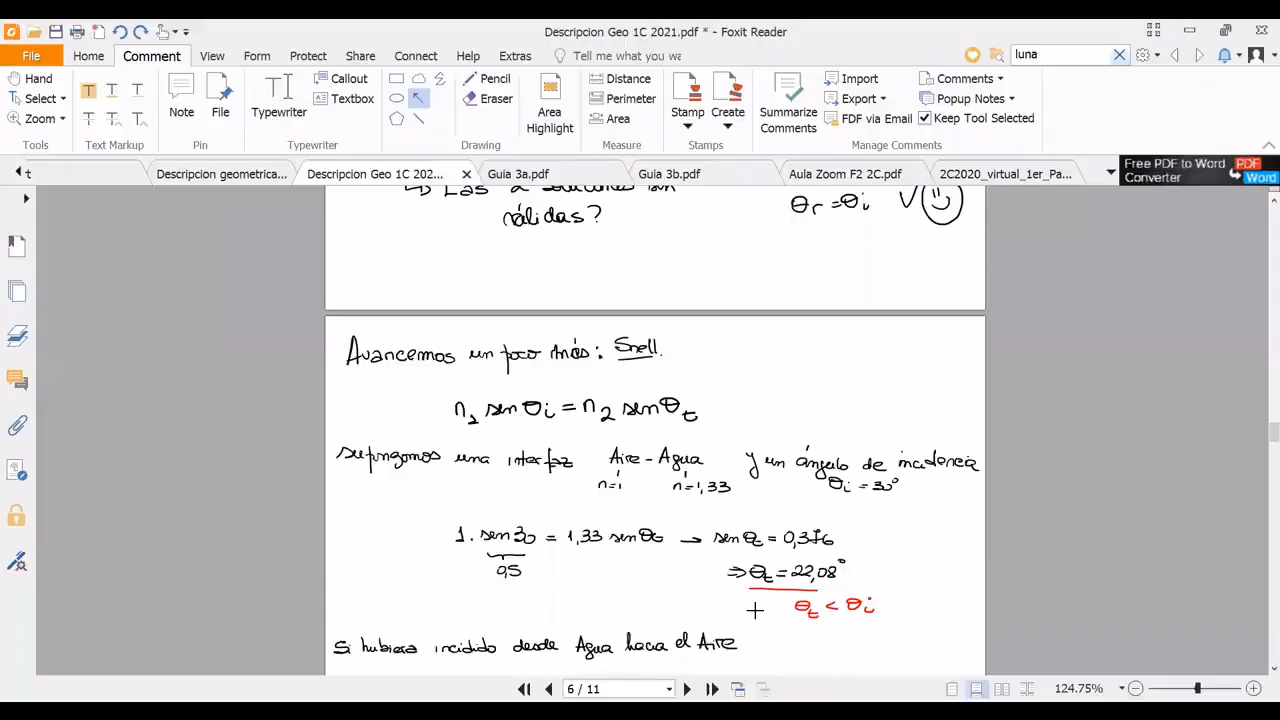 Descripcion Geo 1C 2021.pdf * - Foxit Reader
File Home Comment View Form Protect Share Connect Help Extras Tell me what you wa luna
Hand
Select
Zoom
Tools
T T T
T T T
Text Markup
Note File
Pin
Typewriter
Callout
Textbox
Typewriter
Pencil
Eraser
Drawing
Area
Highlight
Distance
Perimeter
Area
Measure
Stamp Create
Stamps
Summarize
Comments
Import
Export
FDF via Email
Comments
Popup Notes
Keep Tool Selected
Manage Comments
t Descripcion geometrica... Descripcion Geo 1C 202... Guia 3a.pdf Guia 3b.pdf Aula Zoom F2 2C.pdf 2C2020_virtual_1er_Pa...
Free PDF to Word
Converter
PDF
Word
↳ Las 2 soluciones son
válidas?
θr = θi √
Avancemos un poco más: Snell.
n1 sen θi = n2 sen θt
Supongamos una interfaz Aire - Agua y un ángulo de incidencia
n=1 n=1,33 θi = 30°
1. sen 30 = 1,33 sen θt → sen θt = 0,376
0,5
⇒ θt = 22,08°
θt < θi
Si hubiera incidido desde Agua hacia el Aire
6 / 11
124.75%